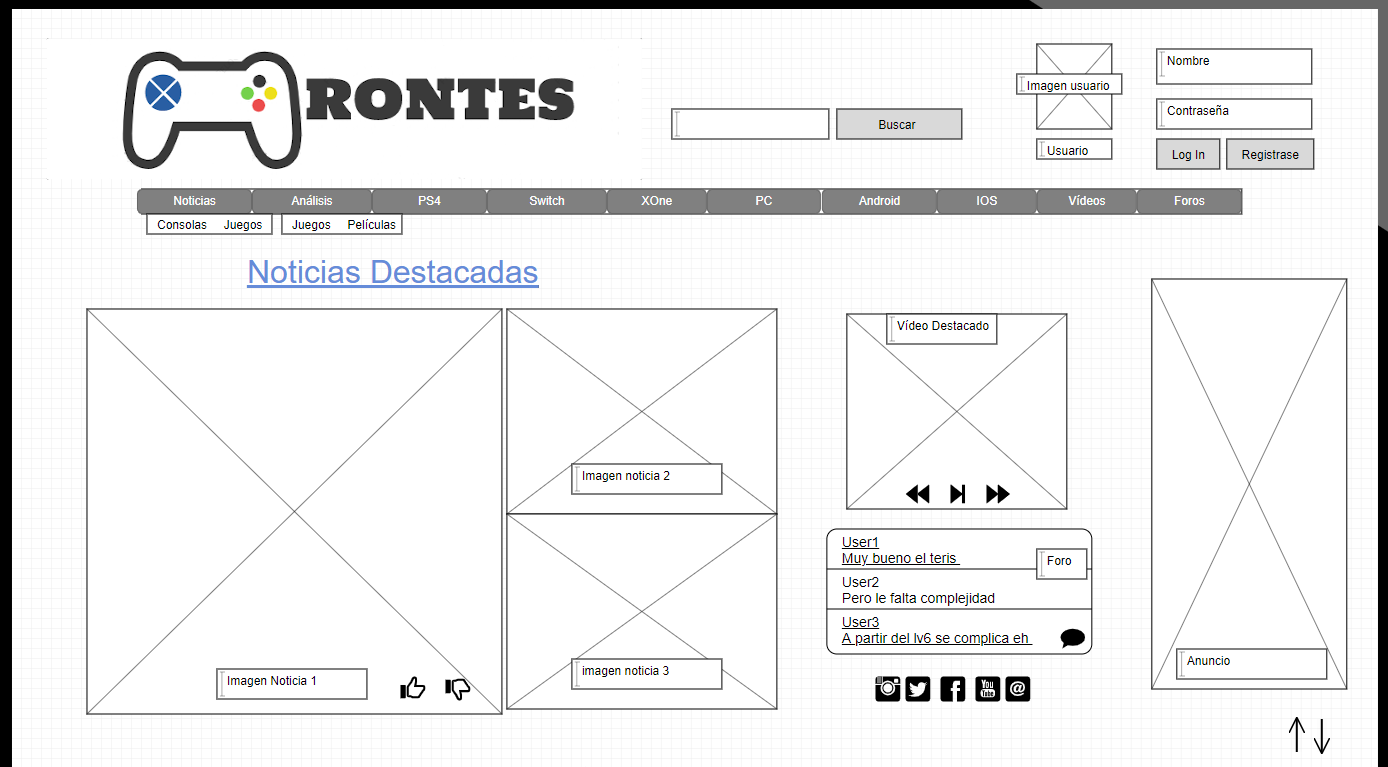 RONTES
Imagen usuario
Usuario
Nombre
Contraseña
Buscar
Log In
Registrase
Noticias Análisis PS4 Switch XOne PC Android IOS Vídeos Foros
Consolas Juegos Juegos Películas
Noticias Destacadas
Imagen Noticia 1
Imagen noticia 2
imagen noticia 3
Vídeo Destacado
User1
Muy bueno el teris
Foro
User2
Pero le falta complejidad
User3
A partir del lv6 se complica eh
You
Tube
@
Anuncio